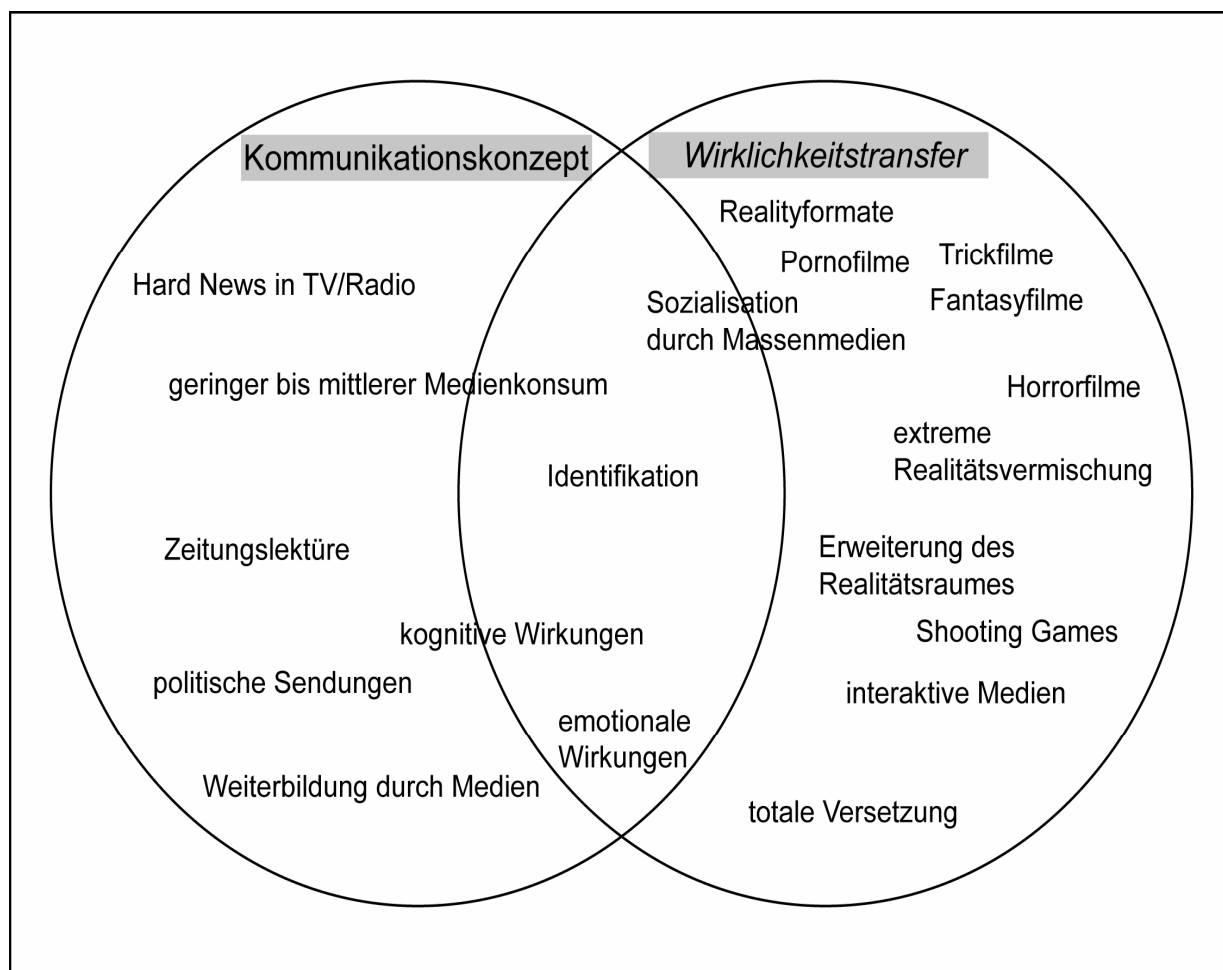 Kommunikationskonzept
Wirklichkeitstransfer
Realityformate
Pornofilme
Trickfilme
Hard News in TV/Radio
Sozialisation
durch Massenmedien
Fantasyfilme
geringer bis mittlerer Medienkonsum
Horrorfilme
extreme
Realitätsvermischung
Identifikation
Zeitungslektüre
Erweiterung des
Realitätsraumes
kognitive Wirkungen
Shooting Games
politische Sendungen
interaktive Medien
emotionale
Wirkungen
Weiterbildung durch Medien
totale Versetzung